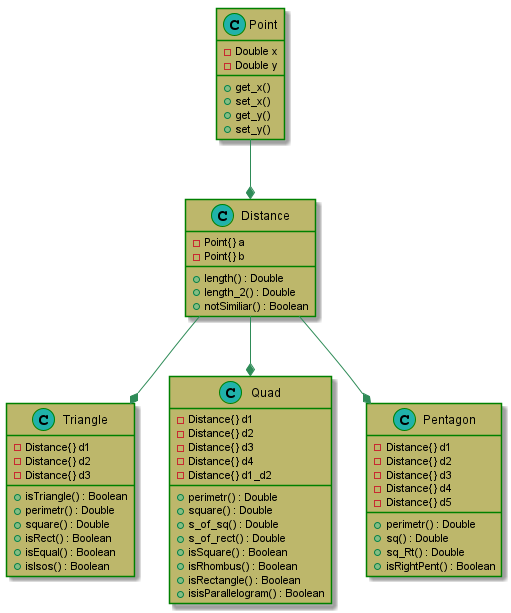 C Point
Double x
Double y
get_x()
set_x()
get_y()
set_y()
C Distance
Point{} a
Point{} b
length() : Double
length_2() : Double
notSimiliar() : Boolean
C Triangle
Distance{} d1
Distance{} d2
Distance{} d3
isTriangle() : Boolean
perimetr() : Double
square() : Double
isRect() : Boolean
isEqual() : Boolean
isIsos() : Boolean
C Quad
Distance{} d1
Distance{} d2
Distance{} d3
Distance{} d4
Distance{} d1_d2
perimetr() : Double
square() : Double
s_of_sq() : Double
s_of_rect() : Double
isSquare() : Boolean
isRhombus() : Boolean
isRectangle() : Boolean
isisParallelogram() : Boolean
C Pentagon
Distance{} d1
Distance{} d2
Distance{} d3
Distance{} d4
Distance{} d5
perimetr() : Double
sq() : Double
sq_Rt() : Double
isRightPent() : Boolean